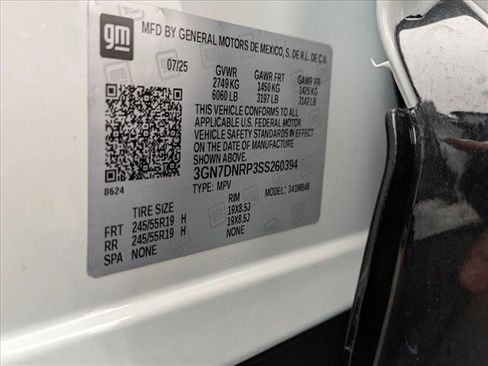 gm
MFD BY GENERAL MOTORS DE MEXICO, S. DE R.L. DE C.V.
07/25 GVWR GAWR FRT GAWR RR
2749 KG 1450 KG 1425 KG
6060 LB 3197 LB 3142 LB
THIS VEHICLE CONFORMS TO ALL
APPLICABLE U.S. FEDERAL MOTOR
VEHICLE SAFETY STANDARDS IN EFFECT
ON THE DATE OF MANUFACTURE SHOWN ABOVE.
3GN7DNRP3SS260394
8624 TYPE: MPV MODEL:
TIRE SIZE RIM
FRT 245/55R19 H 19X8.5J
RR 245/55R19 H 19X8.5J
SPA NONE NONE